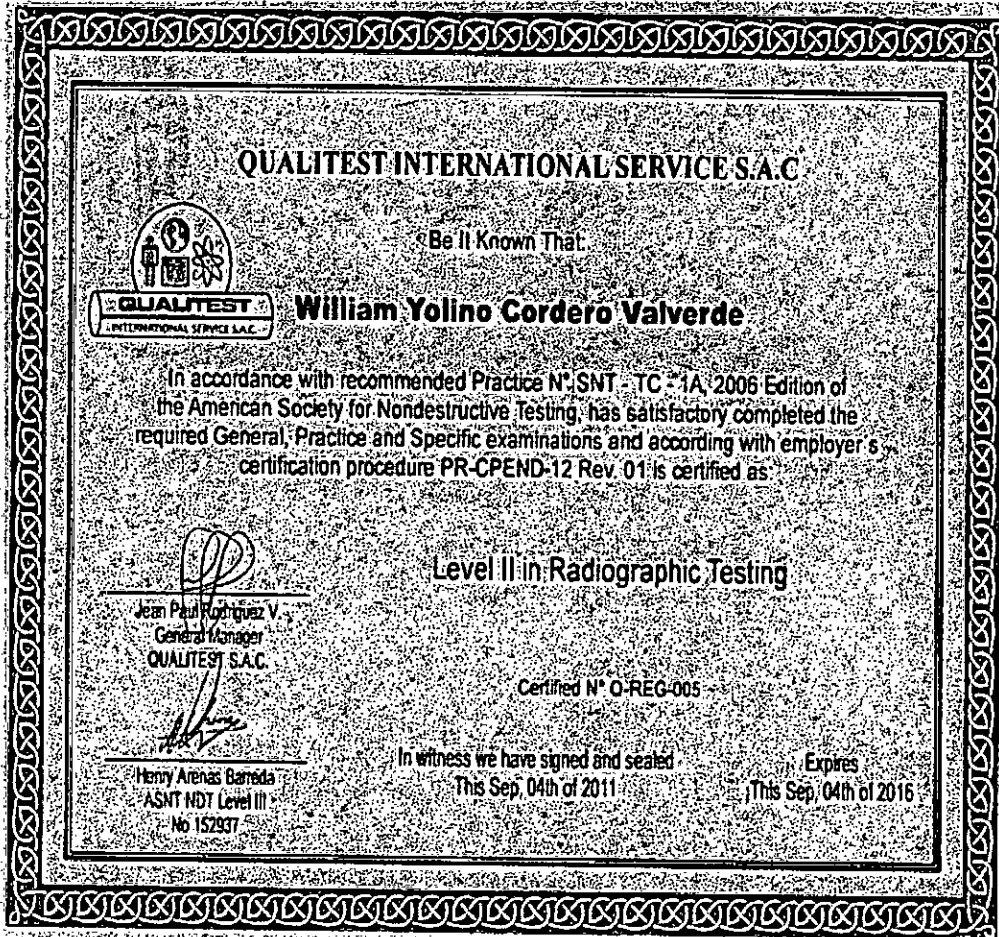 QUALITEST INTERNATIONAL SERVICE S.A.C
Be It Known That:
QUALITEST
INTERNATIONAL SERVICE S.A.C.
William Yolino Cordero Valverde
In accordance with recommended Practice N° SNT - TC - 1A, 2006 Edition of
the American Society for Nondestructive Testing, has satisfactory completed the
required General, Practice and Specific examinations and according with employer s
certification procedure PR-CPEND-12 Rev. 01 is certified as
Level II in Radiographic Testing
Jean Paul Rodriguez V.
General Manager
QUALITEST S.A.C.
Certified N° O-REG-005
Henry Arenas Barreda
ASNT NDT Level III
No 152937
In witness we have signed and sealed
This Sep, 04th of 2011
Expires
This Sep, 04th of 2016